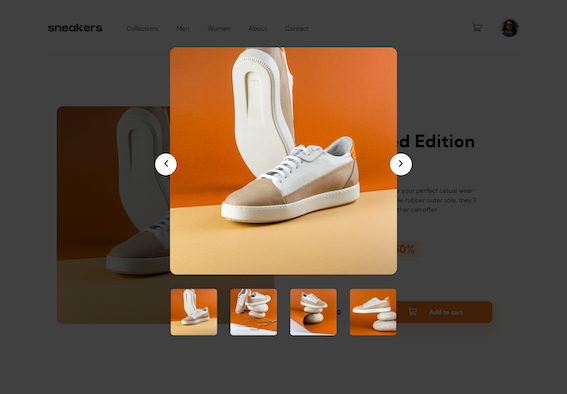 sneakers
Collections
Men
Women
About
Contact
Edition
your perfect casual wear
rubber outer sole, they'll
ther can offer.
50%
Add to cart